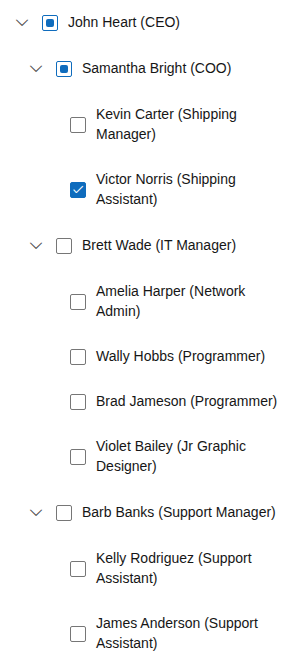 John Heart (CEO)
Samantha Bright (COO)
Kevin Carter (Shipping
Manager)
Victor Norris (Shipping
Assistant)
Brett Wade (IT Manager)
Amelia Harper (Network
Admin)
Wally Hobbs (Programmer)
Brad Jameson (Programmer)
Violet Bailey (Jr Graphic
Designer)
Barb Banks (Support Manager)
Kelly Rodriguez (Support
Assistant)
James Anderson (Support
Assistant)